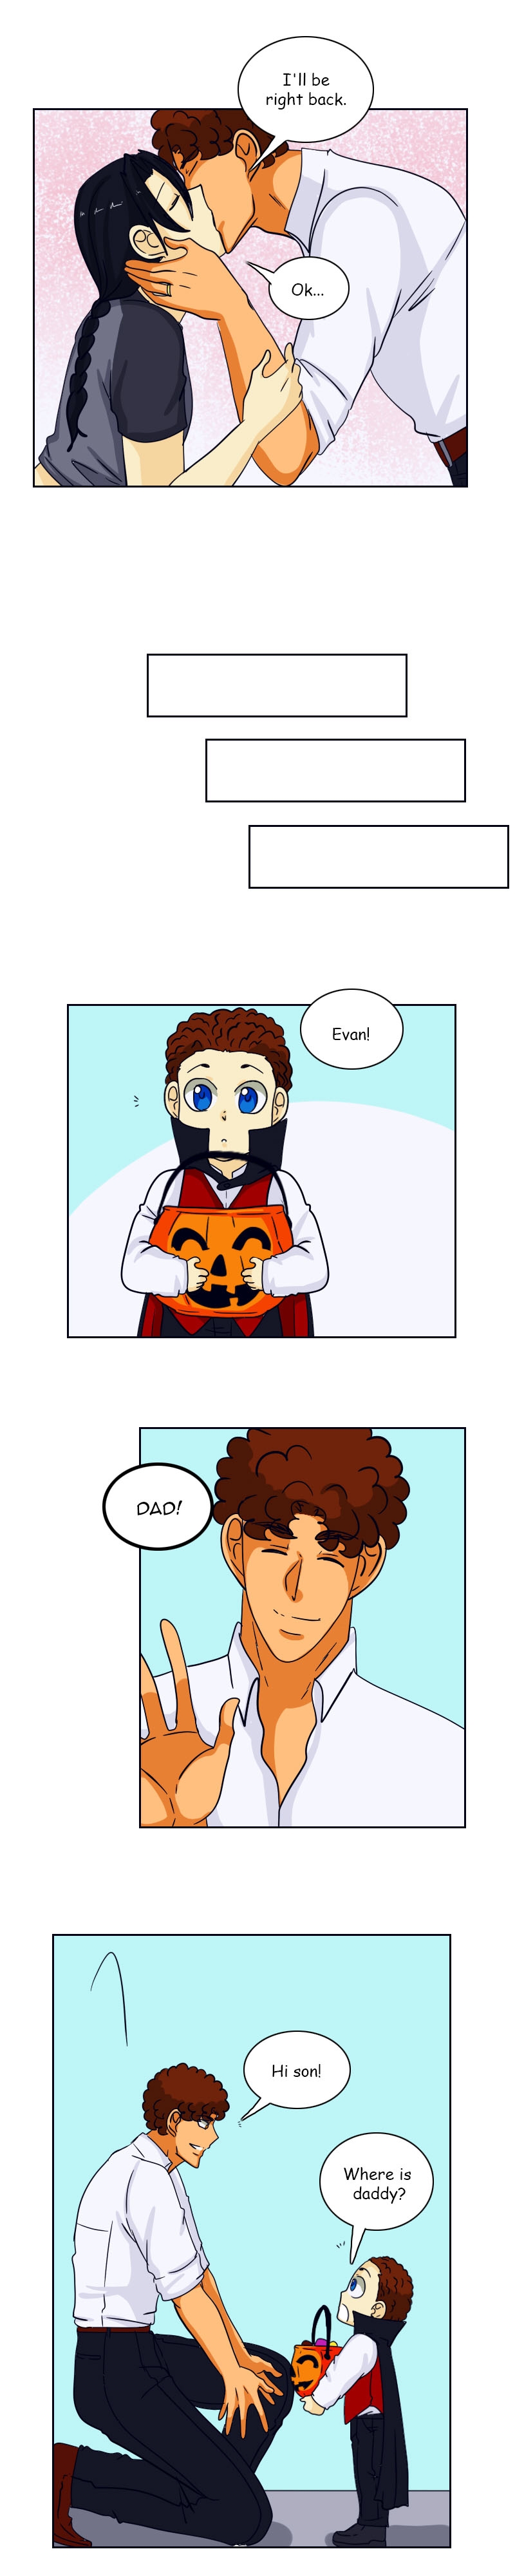 I'll be
right back.
Ok...
Evan!
DAD!
Hi son!
Where is
daddy?